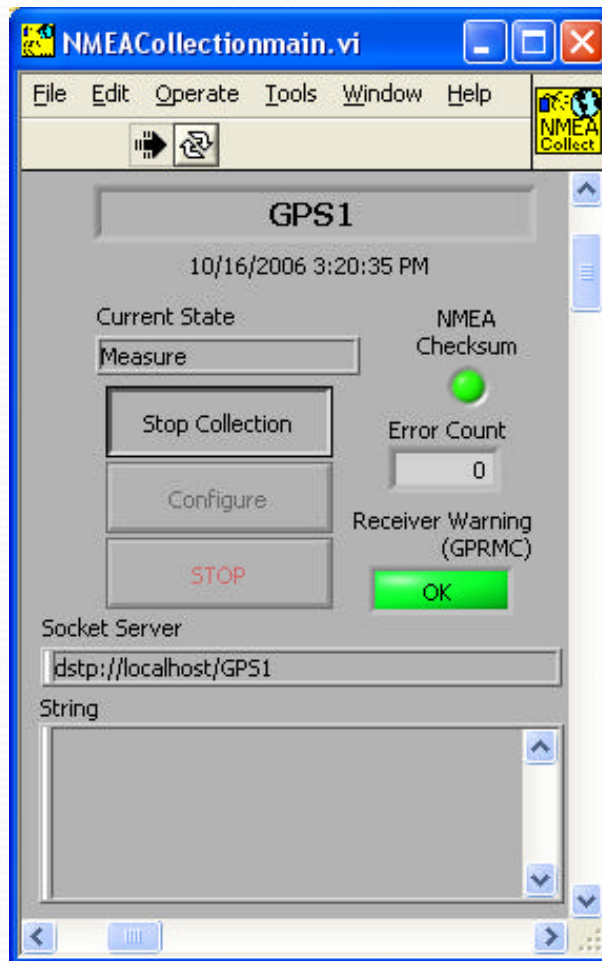 NMEACollectionmain.vi
File Edit Operate Tools Window Help
NMEA
Collect
GPS1
10/16/2006 3:20:35 PM
Current State
Measure
NMEA
Checksum
Stop Collection
Error Count
0
Configure
Receiver Warning
(GPRMC)
STOP
OK
Socket Server
dstp://localhost/GPS1
String